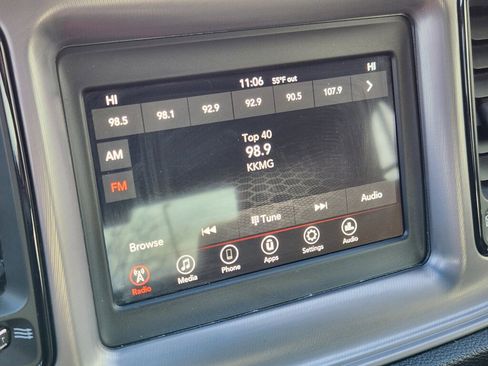 11:06 55°F out
HI HI
98.5 98.1 92.9 92.9 90.5 107.9
AM
Top 40
98.9
KKMG
FM
Browse Tune Audio
Radio Media Phone Apps Settings Audio